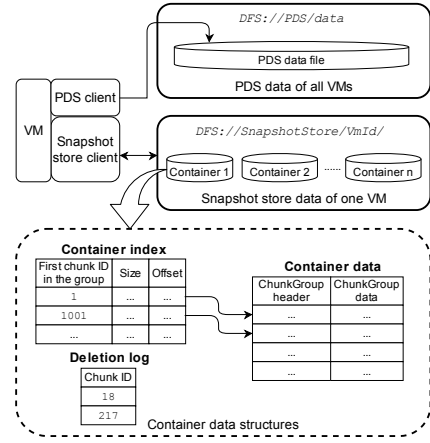 DFS://PDS/data
PDS data file
PDS data of all VMs
VM
PDS client
Snapshot
store client
DFS://SnapshotStore/VmId/
Container 1
Container 2
......
Container n
Snapshot store data of one VM
Container index
First chunk ID
in the group
Size
Offset
1
...
...
1001
...
...
...
...
...
Container data
ChunkGroup
header
ChunkGroup
data
...
...
...
...
...
...
...
...
Deletion log
Chunk ID
18
217
Container data structures